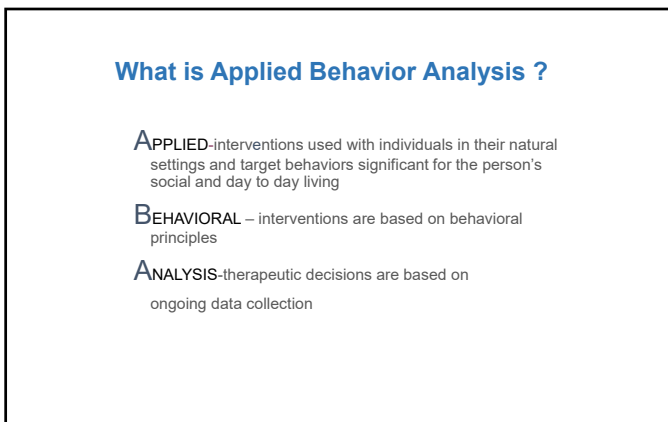 What is Applied Behavior Analysis ?
APPLIED-interventions used with individuals in their natural
settings and target behaviors significant for the person's
social and day to day living
BEHAVIORAL – interventions are based on behavioral
principles
ANALYSIS-therapeutic decisions are based on
ongoing data collection